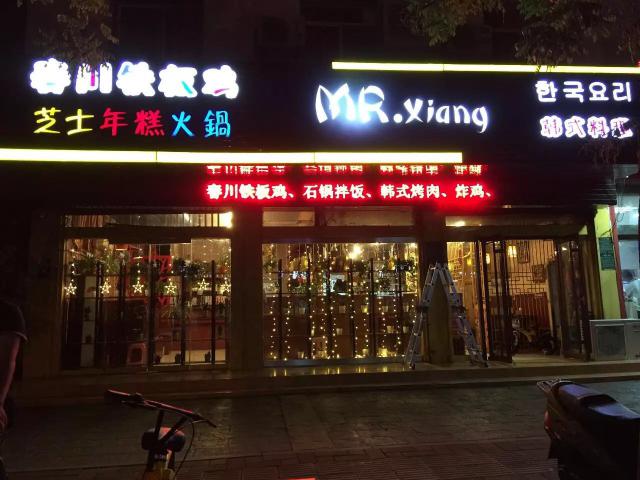 春川铁板鸡
芝士年糕火鍋
MR.Xiang
한국요리
韩式料理
春川铁板鸡、石锅拌饭、韩式烤肉、炸鸡、